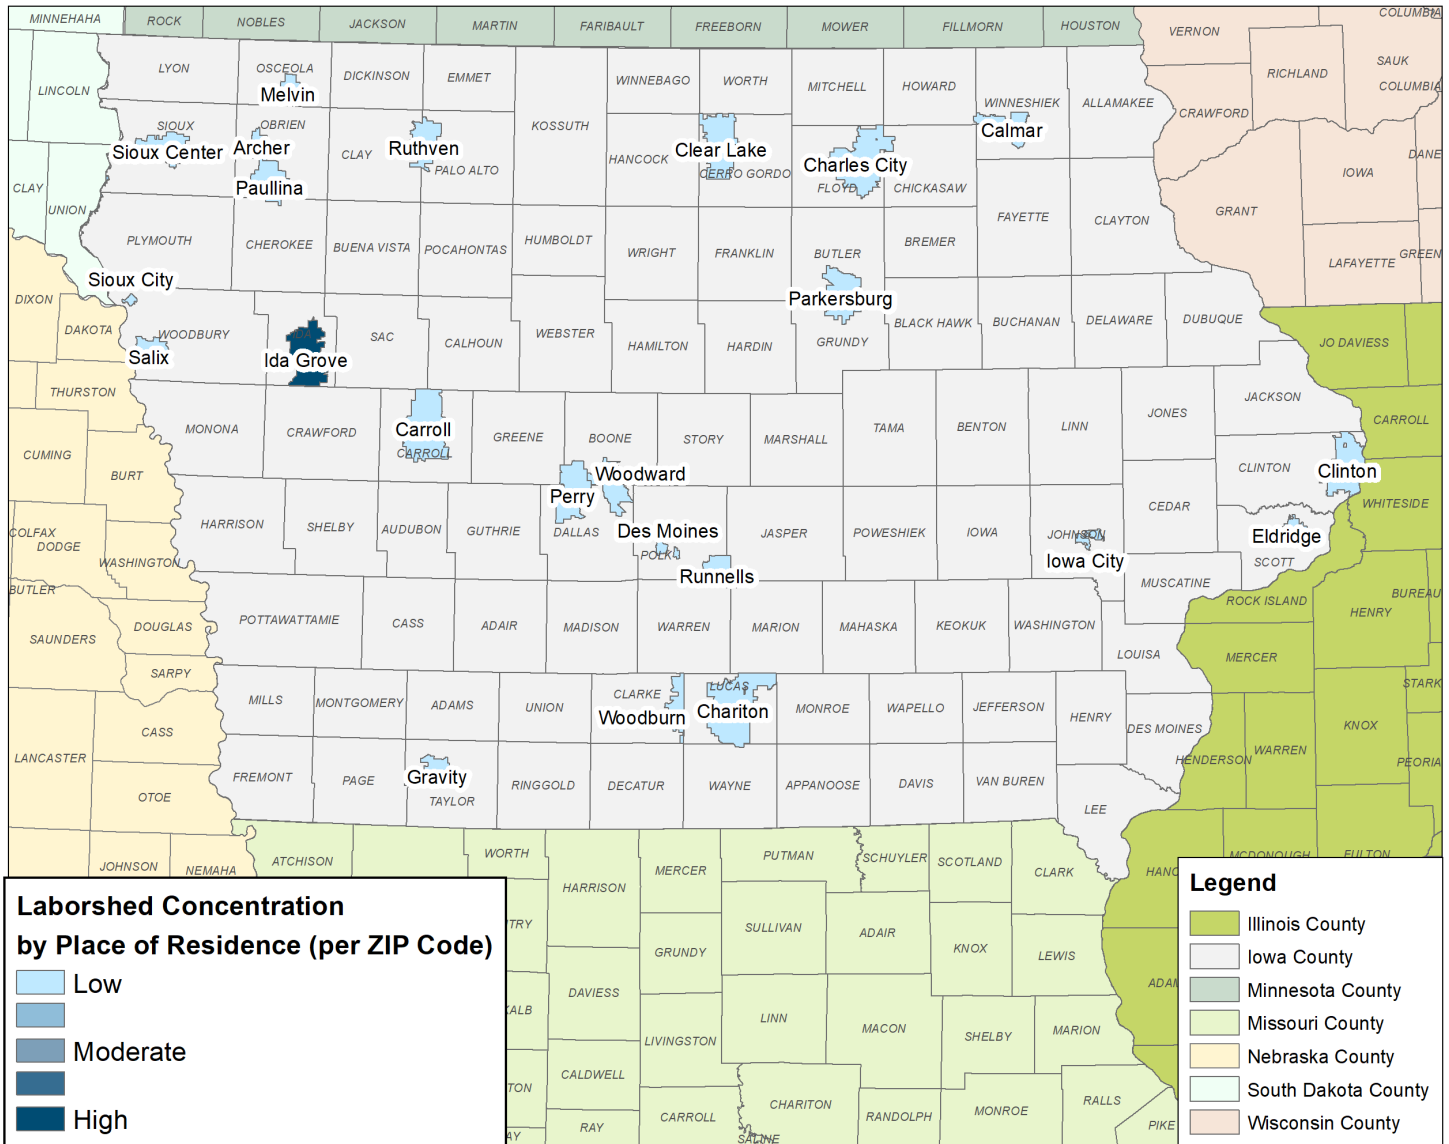 MINNEHAHA
ROCK
NOBLES
JACKSON
MARTIN
FARIBAULT
FREEBORN
MOWER
FILLMORN
HOUSTON
VERNON
COLUMBIA
RICHLAND
SAUK
COLUMBIA
LINCOLN
LYON
OSCEOLA
DICKINSON
EMMET
WINNEBAGO
WORTH
MITCHELL
HOWARD
WINNESHIEK
ALLAMAKEE
CRAWFORD
Melvin
SIOUX
OBRIEN
KOSSUTH
Calmar
Sioux Center
Archer
CLAY
Ruthven
PALO ALTO
HANCOCK
Clear Lake
CERRO GORDO
Charles City
FLOYD
CHICKASAW
DANE
IOWA
CLAY
UNION
Paullina
FAYETTE
CLAYTON
GRANT
PLYMOUTH
CHEROKEE
BUENA VISTA
POCAHONTAS
HUMBOLDT
WRIGHT
FRANKLIN
BUTLER
BREMER
LAFAYETTE
GREEN
Sioux City
DIXON
DAKOTA
Parkersburg
WOODBURY
Salix
Ida Grove
SAC
CALHOUN
WEBSTER
HAMILTON
HARDIN
GRUNDY
BLACK HAWK
BUCHANAN
DELAWARE
DUBUQUE
JO DAVIESS
THURSTON
MONONA
CRAWFORD
Carroll
CARROLL
GREENE
BOONE
STORY
MARSHALL
TAMA
BENTON
LINN
JONES
JACKSON
CARROLL
CUMING
BURT
Woodward
Perry
CLINTON
Clinton
WHITESIDE
COLFAX
DODGE
WASHINGTON
HARRISON
SHELBY
AUDUBON
GUTHRIE
DALLAS
Des Moines
POLK
Runnells
JASPER
POWESHIEK
IOWA
JOHNSON
Iowa City
CEDAR
Eldridge
SCOTT
BUTLER
MUSCATINE
ROCK ISLAND
HENRY
BUREAU
SAUNDERS
DOUGLAS
SARPY
POTTAWATTAMIE
CASS
ADAIR
MADISON
WARREN
MARION
MAHASKA
KEOKUK
WASHINGTON
LOUISA
MERCER
STARK
MILLS
MONTGOMERY
ADAMS
UNION
CLARKE
Woodburn
LUCAS
Chariton
MONROE
WAPELLO
JEFFERSON
HENRY
DES MOINES
HENDERSON
WARREN
KNOX
PEORIA
CASS
LANCASTER
OTOE
FREMONT
PAGE
Gravity
TAYLOR
RINGGOLD
DECATUR
WAYNE
APPANOOSE
DAVIS
VAN BUREN
LEE
JOHNSON
NEMAHA
ATCHISON
WORTH
HARRISON
MERCER
PUTMAN
SCHUYLER
SCOTLAND
CLARK
HANC
MCDONOUGH
FULTON
TRY
SULLIVAN
ADAIR
KNOX
LEWIS
GRUNDY
DAVIESS
ADAM
KALB
LINN
MACON
SHELBY
MARION
LIVINGSTON
CALDWELL
TON
CARROLL
CHARITON
RANDOLPH
MONROE
RALLS
PIKE
RAY
AY
SALINE
Laborshed Concentration
by Place of Residence (per ZIP Code)
Low
Moderate
High
Legend
Illinois County
Iowa County
Minnesota County
Missouri County
Nebraska County
South Dakota County
Wisconsin County